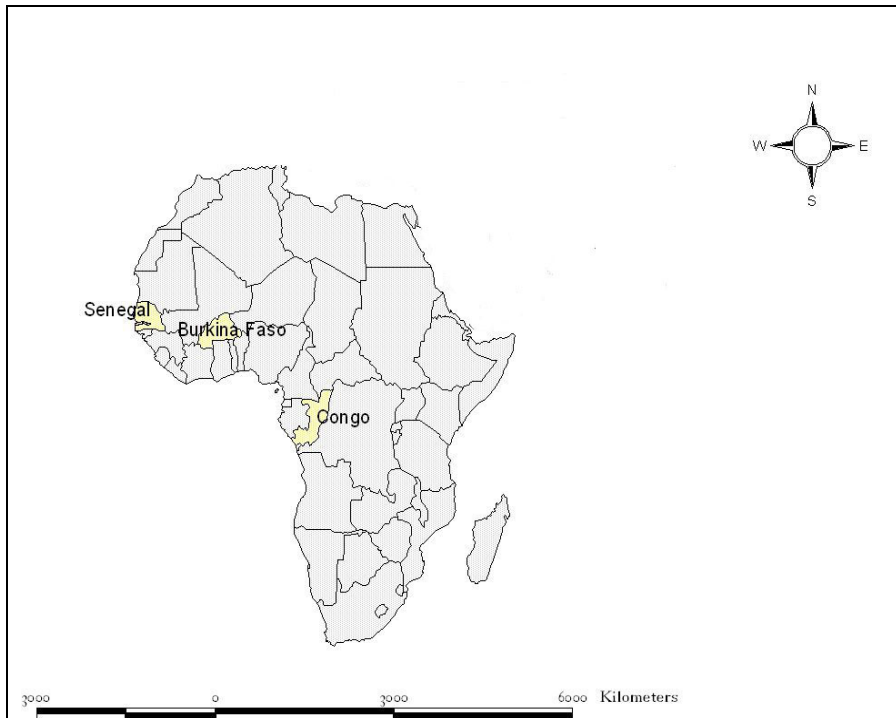 N
W E
S
Senegal
Burkina Faso
Congo
3000 0 3000 6000 Kilometers